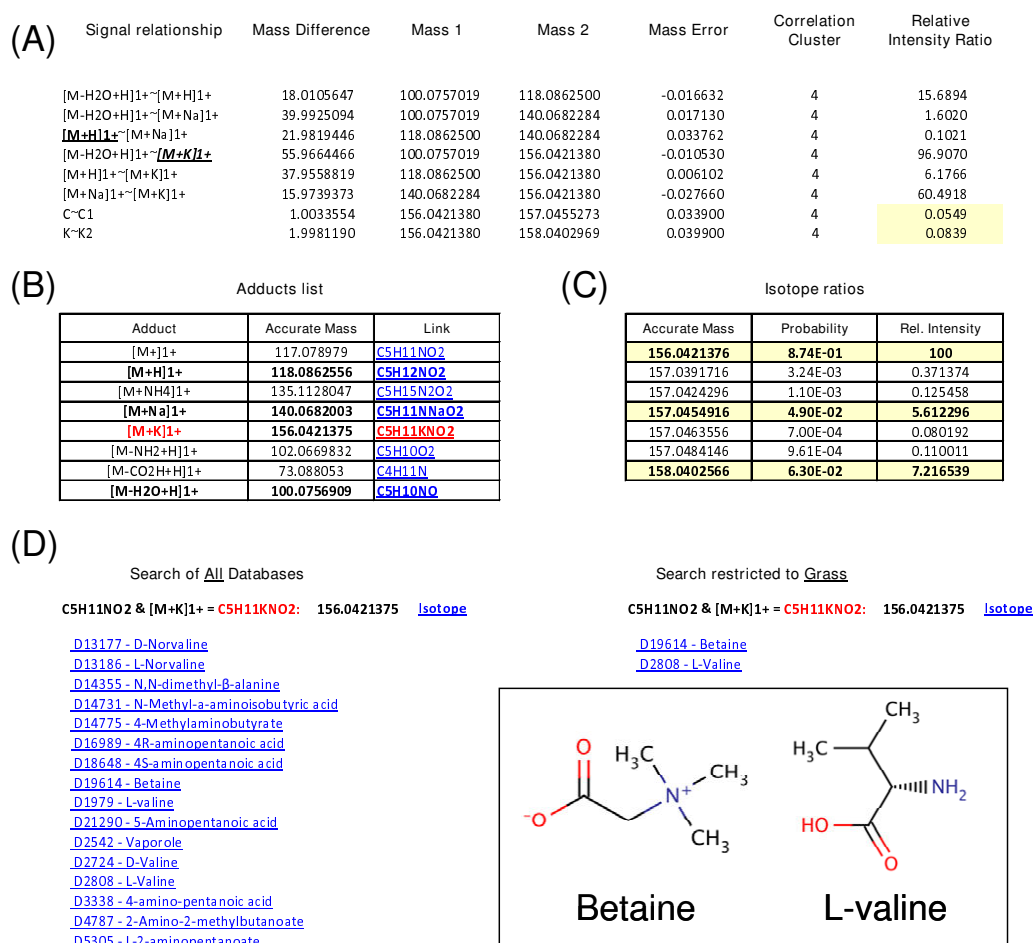 (A)
Signal relationship Mass Difference Mass 1 Mass 2 Mass Error Correlation Cluster Relative Intensity Ratio
[M-H2O+H]1+~[M+H]1+ 18.0105647 100.0757019 118.0862500 -0.016632 4 15.6894
[M-H2O+H]1+~[M+Na]1+ 39.9925094 100.0757019 140.0682284 0.017130 4 1.6020
[M+H]1+~[M+Na]1+ 21.9819446 118.0862500 140.0682284 0.033762 4 0.1021
[M-H2O+H]1+~[M+K]1+ 55.9664466 100.0757019 156.0421380 -0.010530 4 96.9070
[M+H]1+~[M+K]1+ 37.9558819 118.0862500 156.0421380 0.006102 4 6.1766
[M+Na]1+~[M+K]1+ 15.9739373 140.0682284 156.0421380 -0.027660 4 60.4918
C~C1 1.0033554 156.0421380 157.0455273 0.033900 4 0.0549
K~K2 1.9981190 156.0421380 158.0402969 0.039900 4 0.0839
(B)
Adducts list
Adduct Accurate Mass Link
[M+]1+ 117.078979 C5H11NO2
[M+H]1+ 118.0862556 C5H12NO2
[M+NH4]1+ 135.1128047 C5H15N2O2
[M+Na]1+ 140.0682003 C5H11NNaO2
[M+K]1+ 156.0421375 C5H11KNO2
[M-NH2+H]1+ 102.0669832 C5H10O2
[M-CO2H+H]1+ 73.088053 C4H11N
[M-H2O+H]1+ 100.0756909 C5H10NO
(C)
Isotope ratios
Accurate Mass Probability Rel. Intensity
156.0421376 8.74E-01 100
157.0391716 3.24E-03 0.371374
157.0424296 1.10E-03 0.125458
157.0454916 4.90E-02 5.612296
157.0463556 7.00E-04 0.080192
157.0484146 9.61E-04 0.110011
158.0402566 6.30E-02 7.216539
(D)
Search of All Databases
C5H11NO2 & [M+K]1+ = C5H11KNO2: 156.0421375 Isotope
D13177 - D-Norvaline
D13186 - L-Norvaline
D14355 - N,N-dimethyl-β-alanine
D14731 - N-Methyl-a-aminoisobutyric acid
D14775 - 4-Methylaminobutyrate
D16989 - 4R-aminopentanoic acid
D18648 - 4S-aminopentanoic acid
D19614 - Betaine
D1979 - L-valine
D21290 - 5-Aminopentanoic acid
D2542 - Vaporole
D2724 - D-Valine
D2808 - L-Valine
D3338 - 4-amino-pentanoic acid
D4787 - 2-Amino-2-methylbutanoate
D5305 - L-2-aminopentanoate
Search restricted to Grass
C5H11NO2 & [M+K]1+ = C5H11KNO2: 156.0421375 Isotope
D19614 - Betaine
D2808 - L-Valine
O
⁻O
H₃C
CH₃
N⁺
CH₃
Betaine
CH₃
H₃C
NH₂
HO
O
L-valine